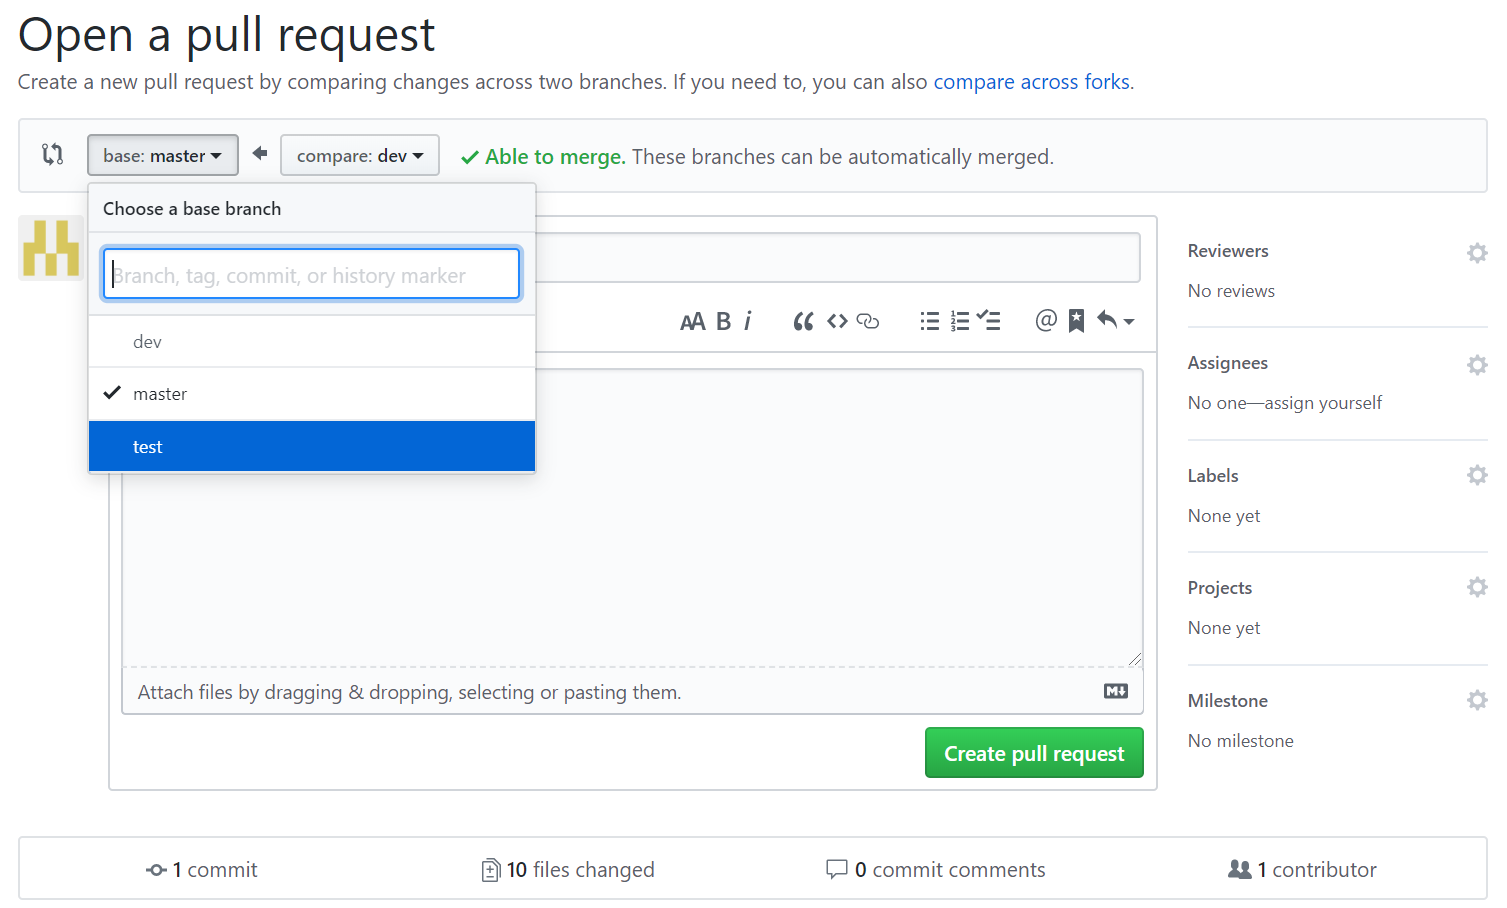 Open a pull request
Create a new pull request by comparing changes across two branches. If you need to, you can also compare across forks.
base: master
compare: dev
Able to merge. These branches can be automatically merged.
Choose a base branch
Branch, tag, commit, or history marker
dev
master
test
AA B i
Attach files by dragging & dropping, selecting or pasting them.
Create pull request
Reviewers
No reviews
Assignees
No one—assign yourself
Labels
None yet
Projects
None yet
Milestone
No milestone
1 commit
10 files changed
0 commit comments
1 contributor